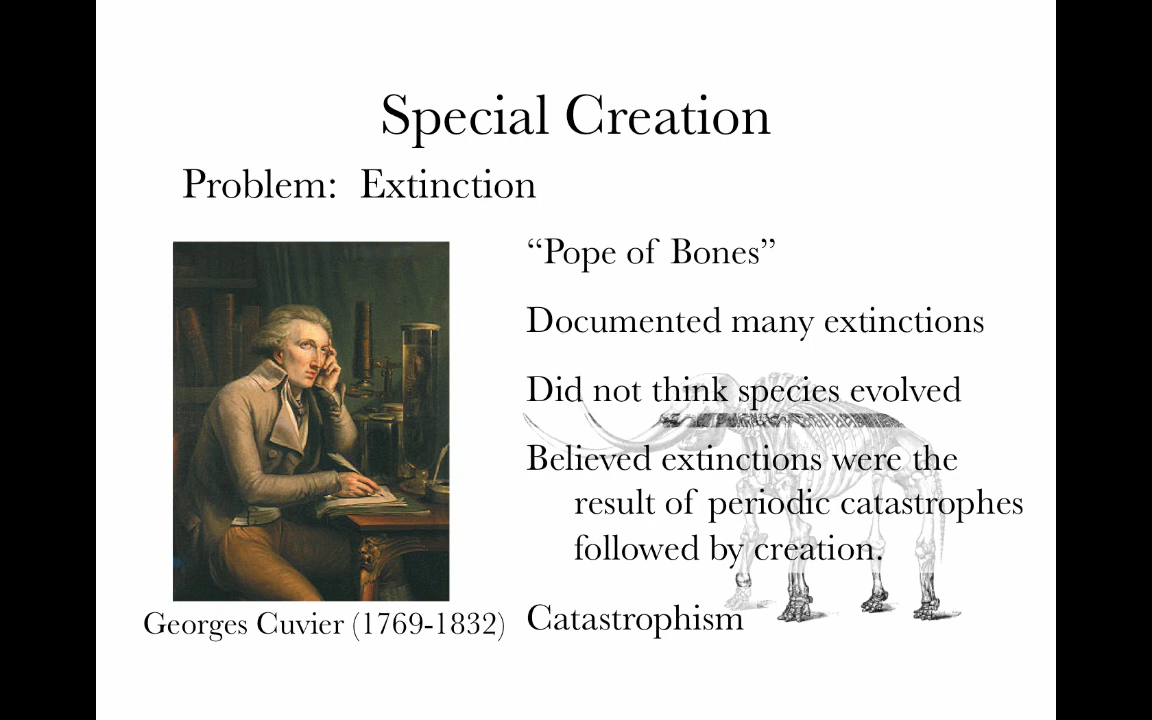 Special Creation
Problem: Extinction
“Pope of Bones”
Documented many extinctions
Did not think species evolved
Believed extinctions were the
result of periodic catastrophes
followed by creation.
Catastrophism
Georges Cuvier (1769-1832)